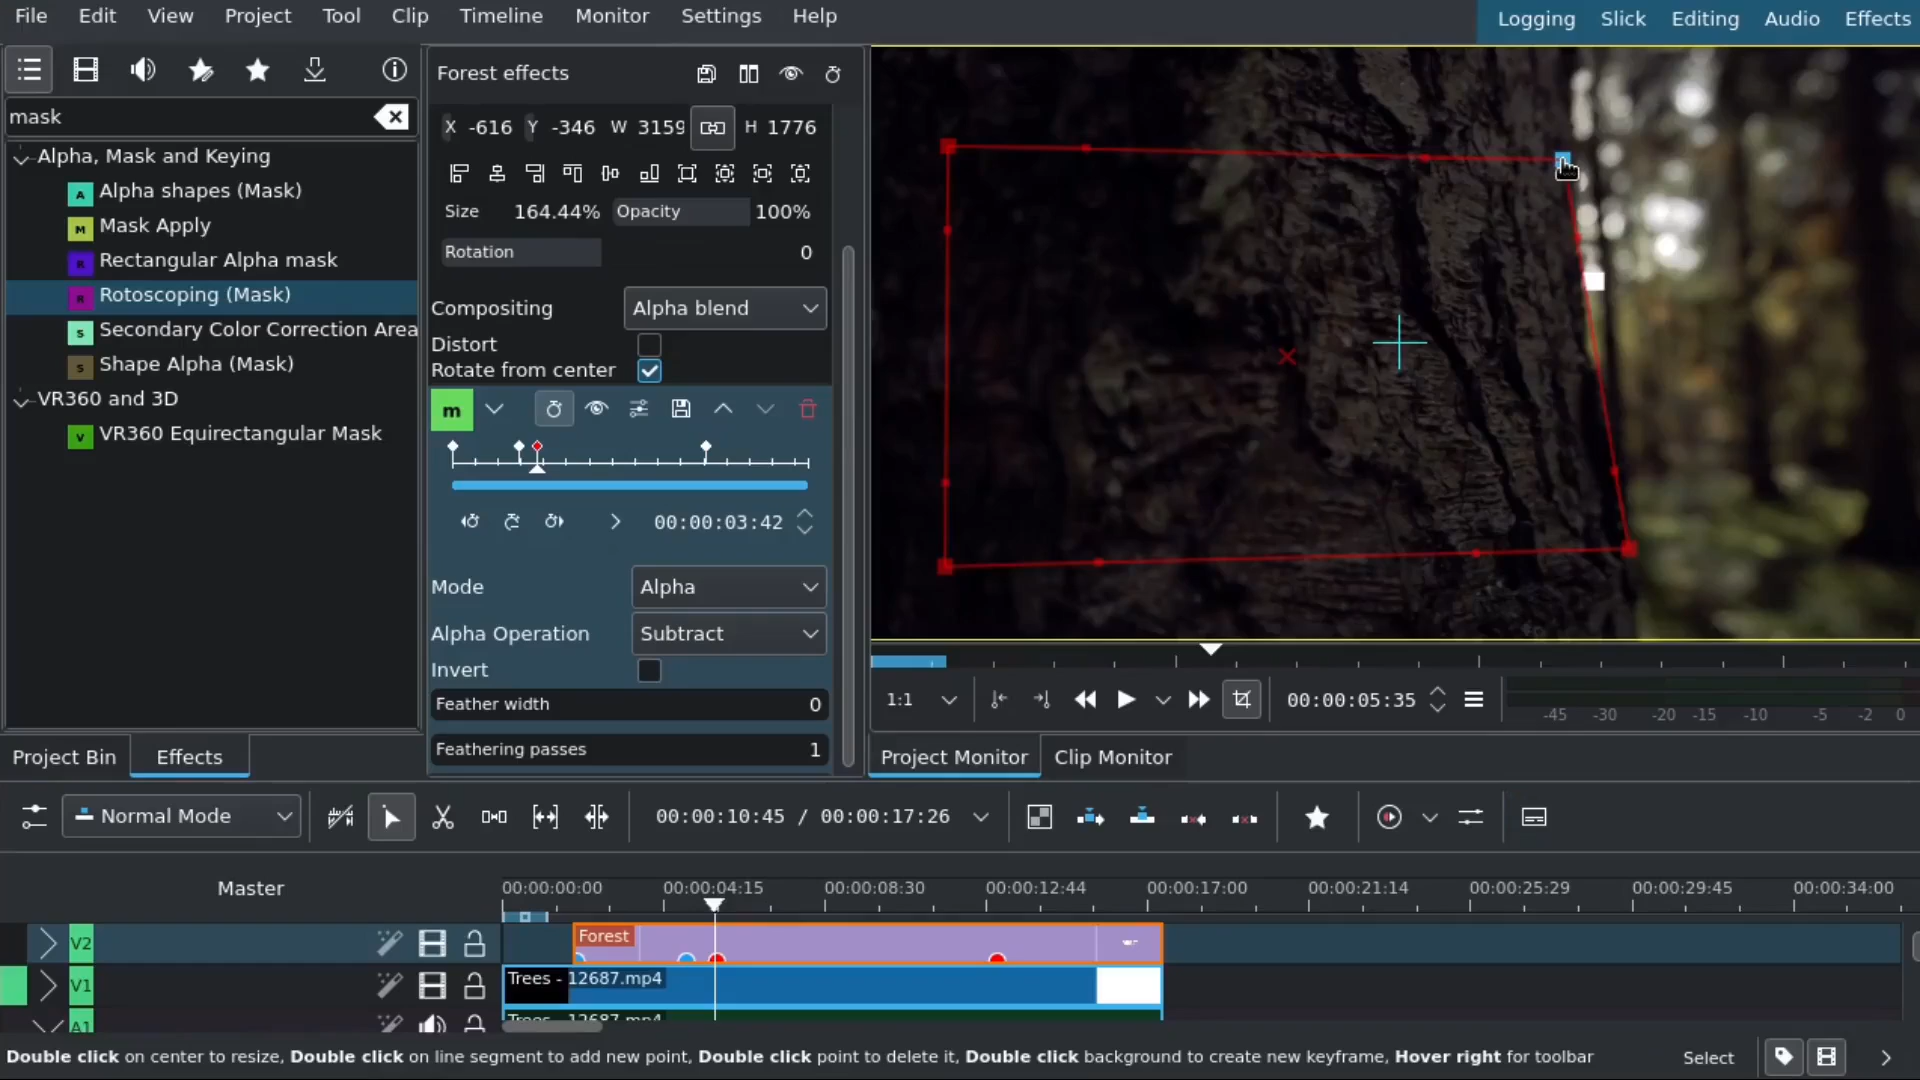 File Edit View Project Tool Clip Timeline Monitor Settings Help
Logging Slick Editing Audio Effects
Forest effects
mask
X -616 Y -346 W 3159 H 1776
Alpha, Mask and Keying
A Alpha shapes (Mask)
M Mask Apply
R Rectangular Alpha mask
R Rotoscoping (Mask)
S Secondary Color Correction Area
S Shape Alpha (Mask)
VR360 and 3D
V VR360 Equirectangular Mask
Size 164.44% Opacity 100%
Rotation 0
Compositing Alpha blend
Distort
Rotate from center
m
00:00:03:42
Mode Alpha
Alpha Operation Subtract
Invert
Feather width 0
Feathering passes 1
1:1 00:00:05:35
-45 -30 -20 -15 -10 -5 -2 0
Project Bin Effects
Project Monitor Clip Monitor
Normal Mode 00:00:10:45 / 00:00:17:26
Master
00:00:00:00 00:00:04:15 00:00:08:30 00:00:12:44 00:00:17:00 00:00:21:14 00:00:25:29 00:00:29:45 00:00:34:00
V2 Forest
V1 Trees - 12687.mp4
A1 Trees - 12687.mp4
Double click on center to resize, Double click on line segment to add new point, Double click point to delete it, Double click background to create new keyframe, Hover right for toolbar
Select